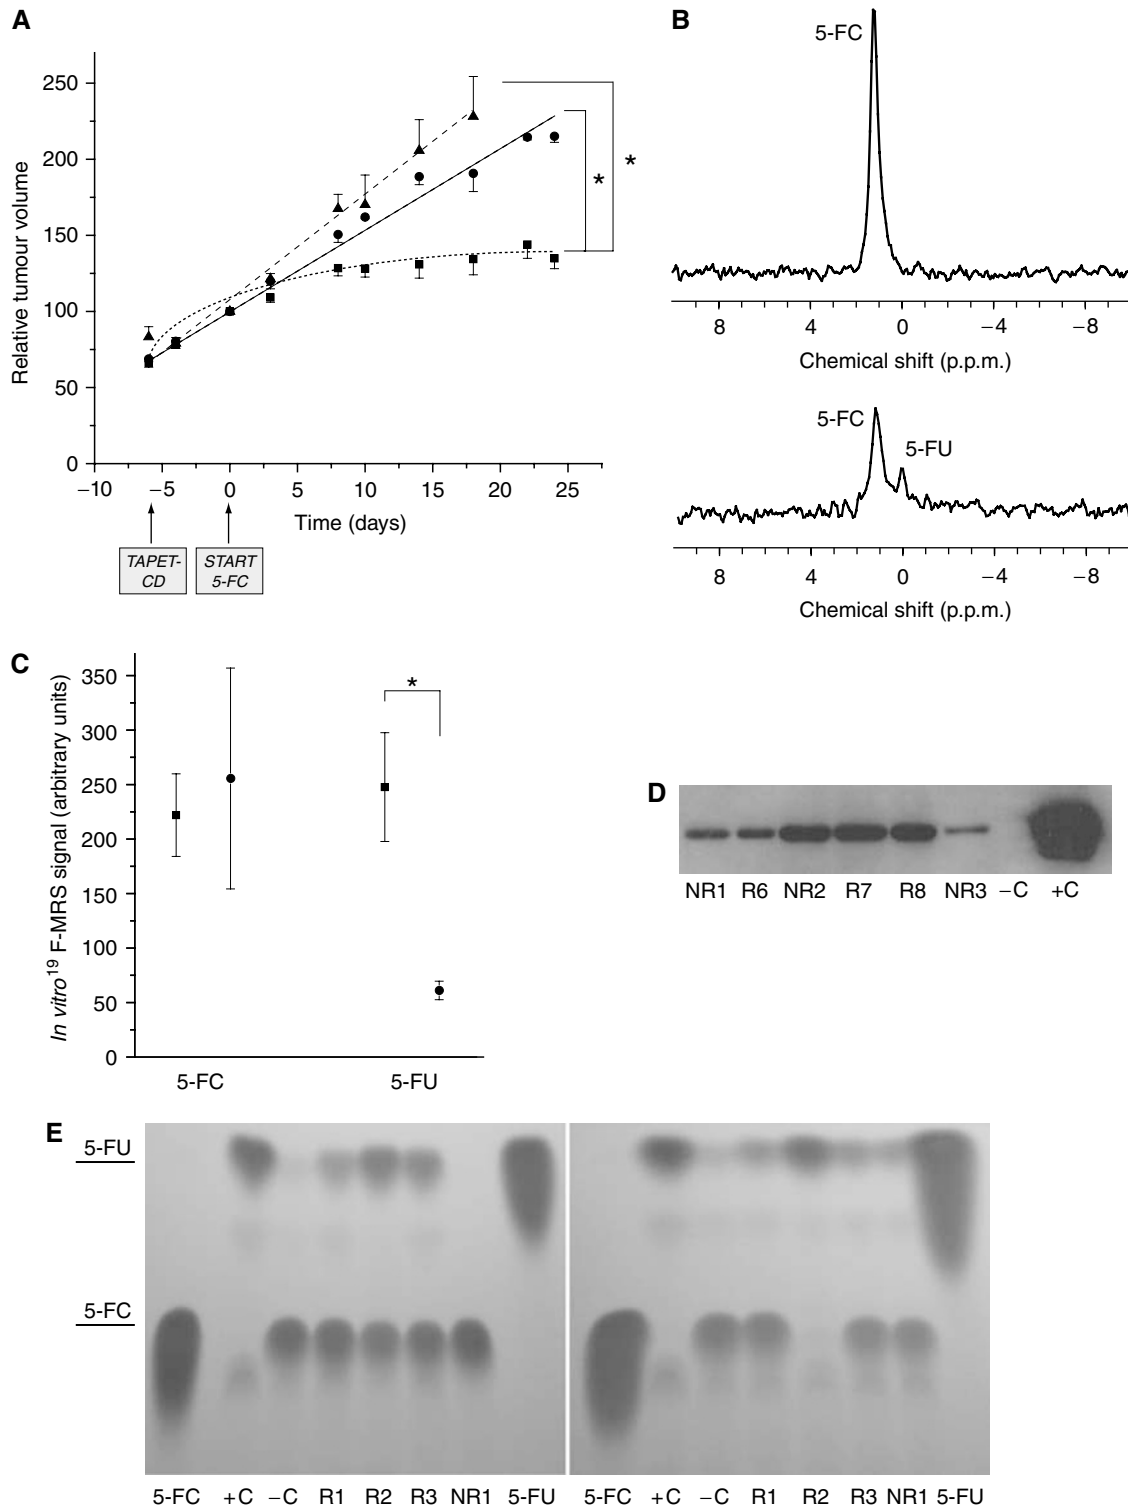 A
Relative tumour volume
250
200
150
100
50
0
−10 −5 0 5 10 15 20 25
Time (days)
TAPET-
CD
START
5-FC
*
*
B
5-FC
8 4 0 −4 −8
Chemical shift (p.p.m.)
5-FC
5-FU
8 4 0 −4 −8
Chemical shift (p.p.m.)
C
In vitro 19 F-MRS signal (arbitrary units)
350
300
250
200
150
100
50
0
*
5-FC 5-FU
D
NR1 R6 NR2 R7 R8 NR3 −C +C
E
5-FU
5-FC
5-FC +C −C R1 R2 R3 NR1 5-FU 5-FC +C −C R1 R2 R3 NR1 5-FU